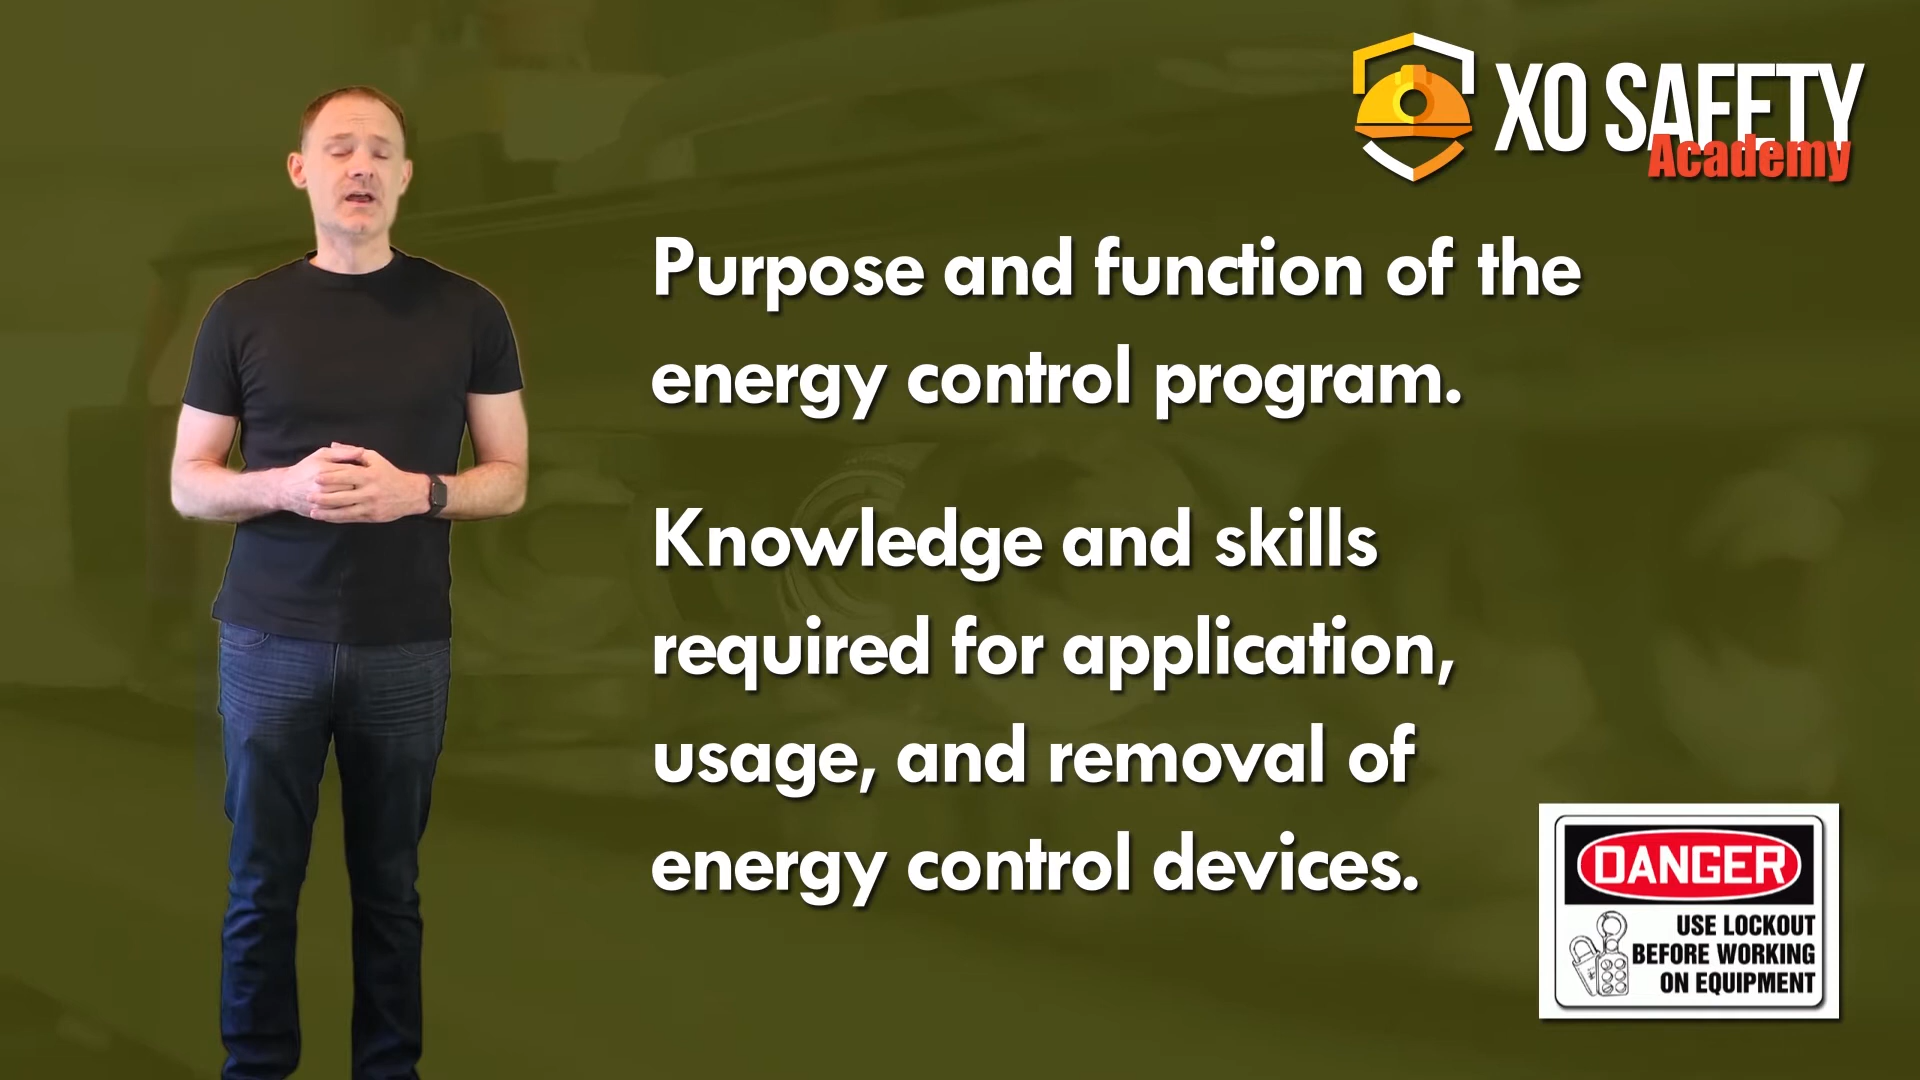 XO SAFETY
Academy
Purpose and function of the
energy control program.
Knowledge and skills
required for application,
usage, and removal of
energy control devices.
DANGER
USE LOCKOUT
BEFORE WORKING
ON EQUIPMENT